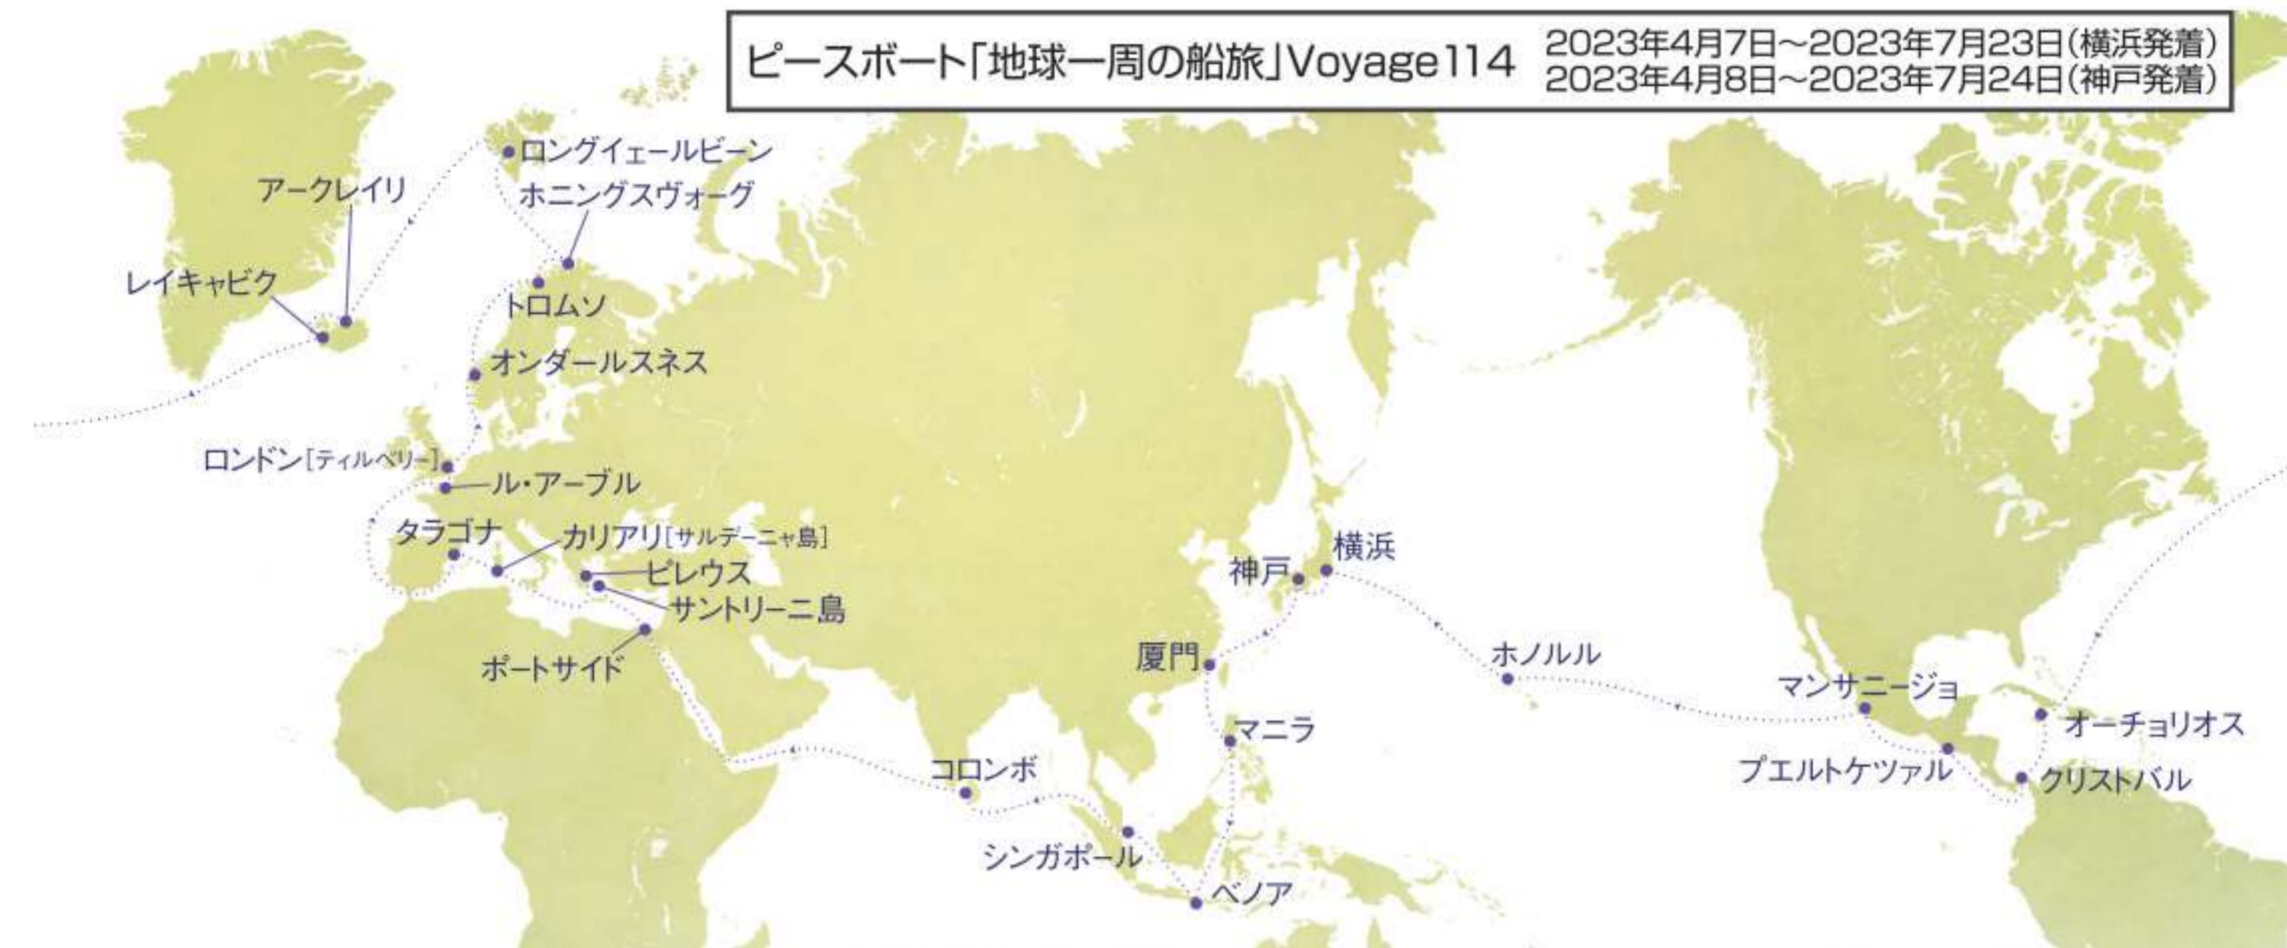 ピースボート「地球一周の船旅」Voyage114
2023年4月7日〜2023年7月23日(横浜発着)
2023年4月8日〜2023年7月24日(神戸発着)
ロングイェールビーン
アークレイリ
ホニングスヴォーグ
レイキャビク
トロムソ
オンダールスネス
ロンドン[ティルベリー]
ル・アーブル
タラゴナ
カリアリ[サルデーニャ島]
ピレウス
サントリーニ島
ポートサイド
横浜
神戸
厦門
ホノルル
マンサニージョ
マニラ
オーチョリオス
コロンボ
プエルトケツァル
クリストバル
シンガポール
ベノア